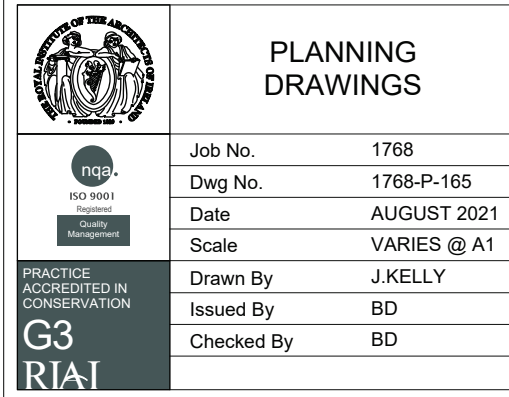 THE ROYAL INSTITUTE OF THE ARCHITECTS OF IRELAND
• FOUNDED 1839 •
PLANNING
DRAWINGS
nqa.
ISO 9001
Registered
Quality
Management
Job No. 1768
Dwg No. 1768-P-165
Date AUGUST 2021
Scale VARIES @ A1
Drawn By J.KELLY
Issued By BD
Checked By BD
PRACTICE
ACCREDITED IN
CONSERVATION
G3
RIAI